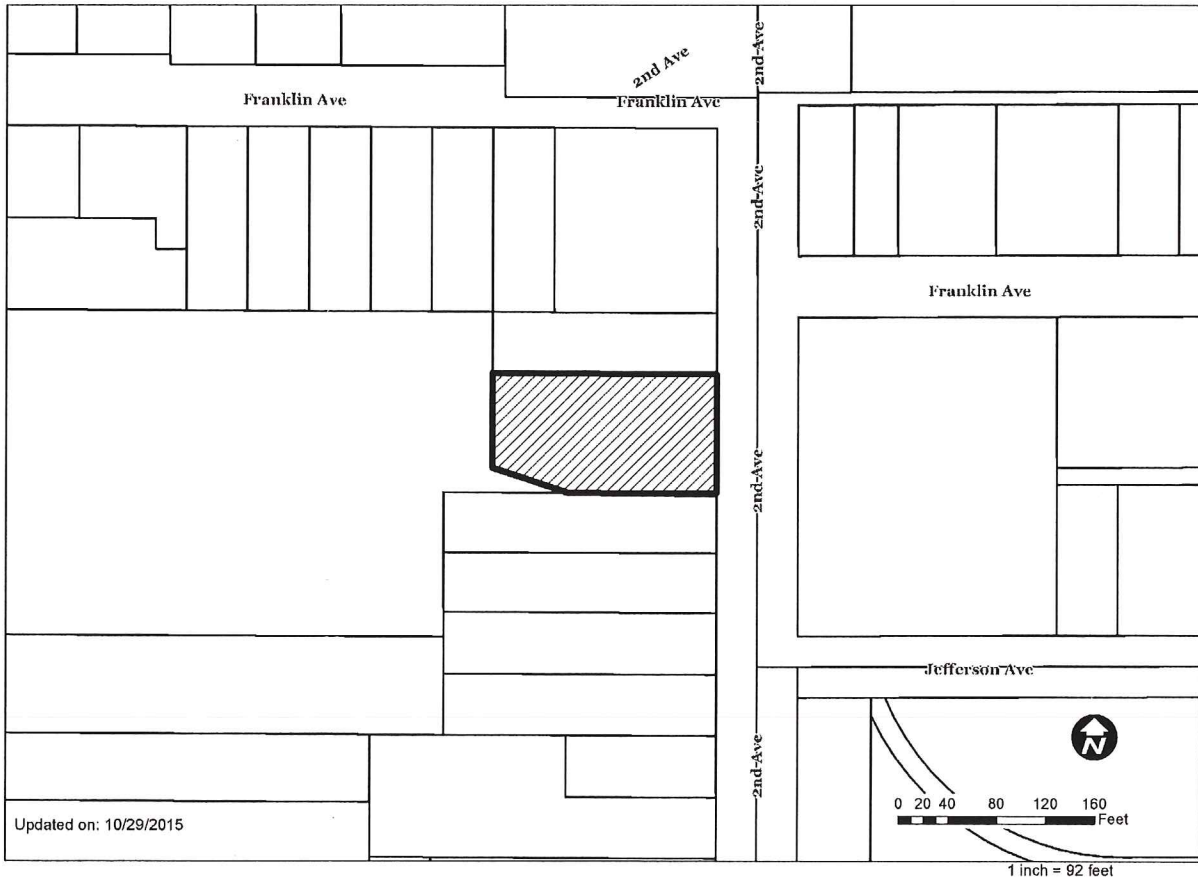 2nd Ave
2nd Ave
Franklin Ave
Franklin Ave
2nd Ave
Franklin Ave
2nd Ave
Jefferson Ave
N
2nd Ave
0 20 40 80 120 160
Feet
Updated on: 10/29/2015
1 inch = 92 feet